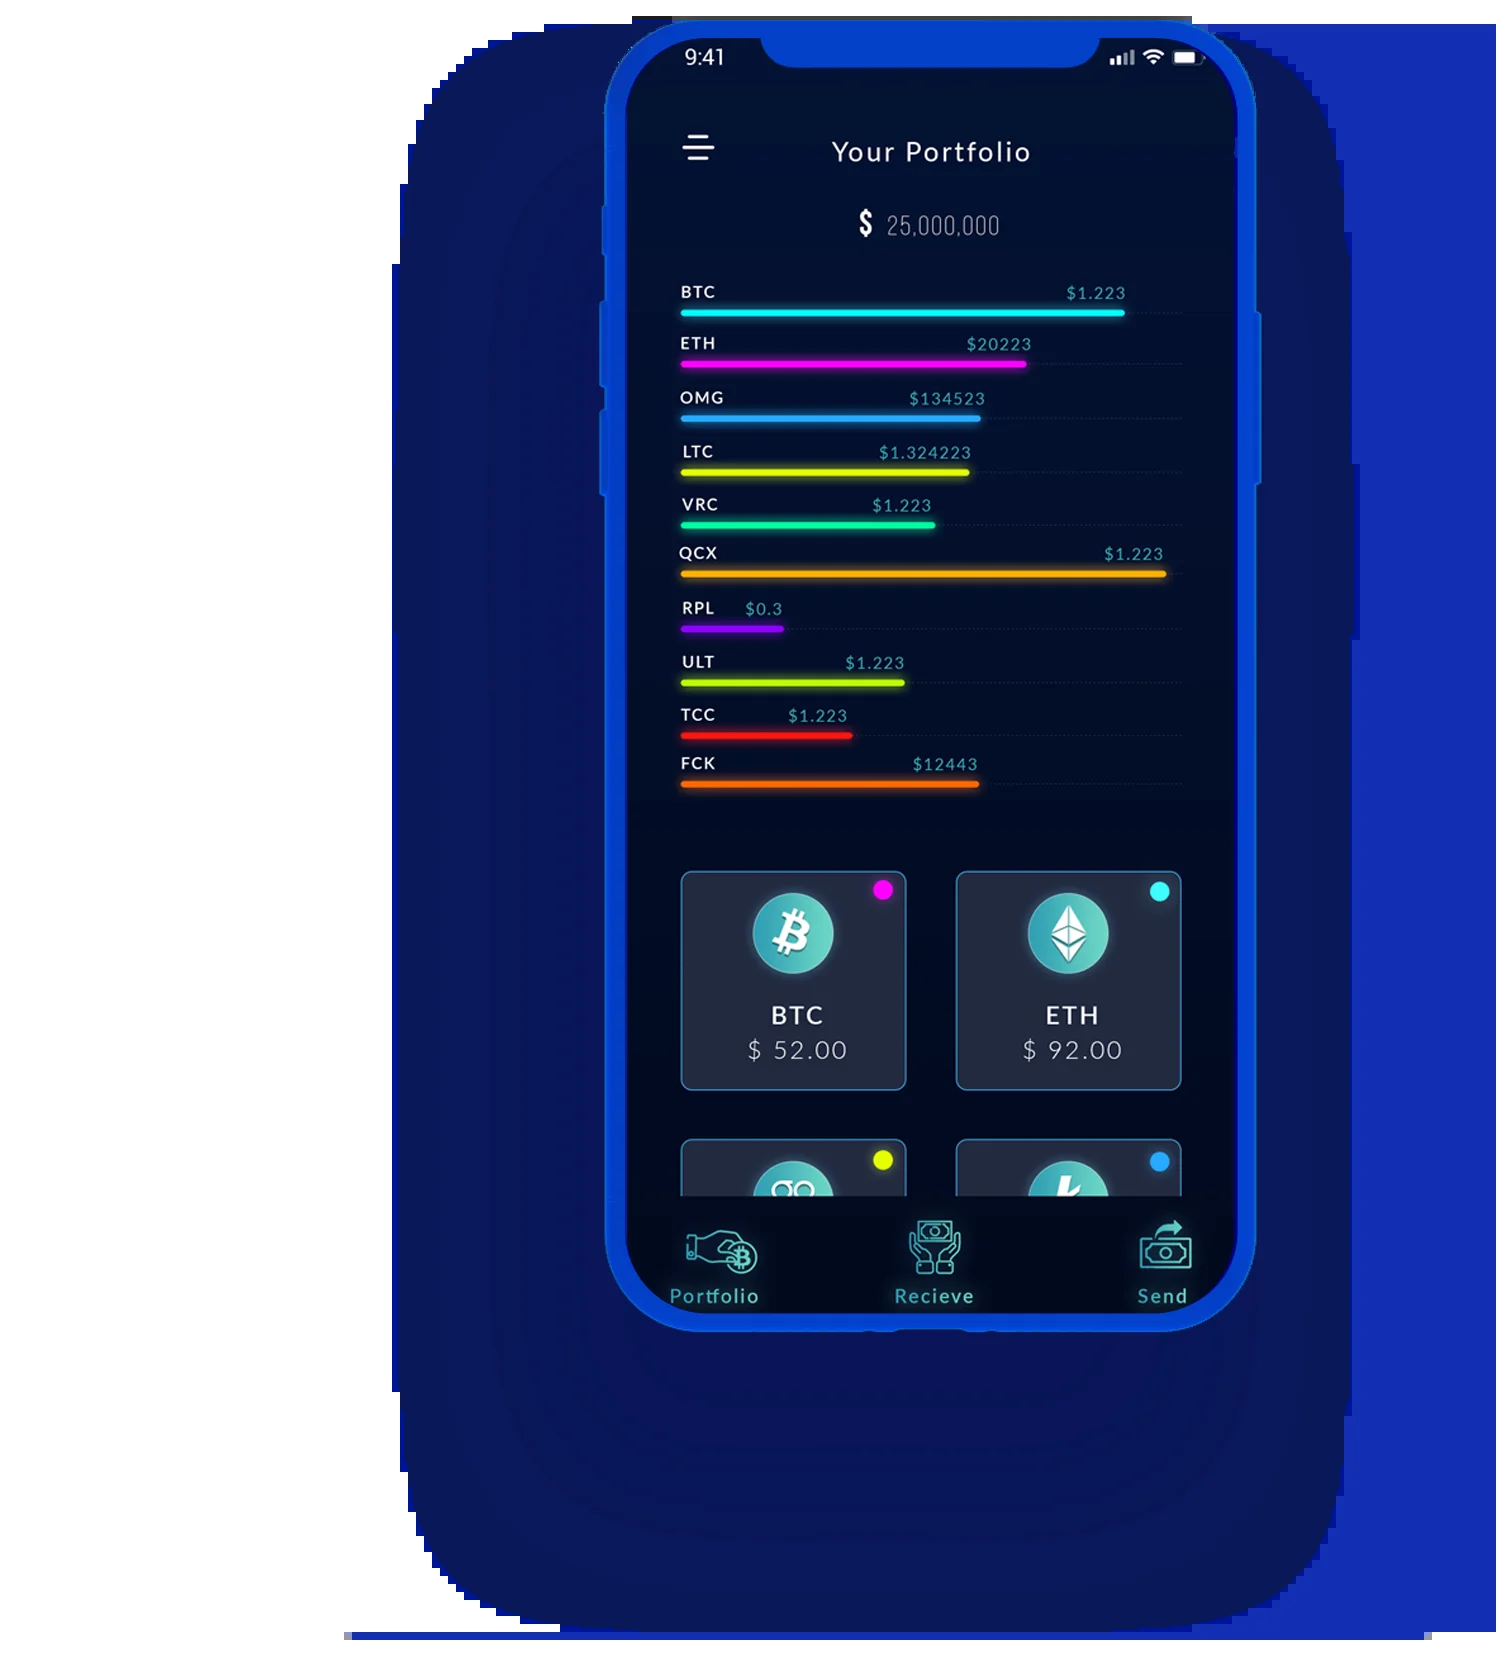 9:41
Your Portfolio
$ 25,000,000
BTC $1.223
ETH $20223
OMG $134523
LTC $1.324223
VRC $1.223
QCX $1.223
RPL $0.3
ULT $1.223
TCC $1.223
FCK $12443
BTC ETH
$ 52.00 $ 92.00
Portfolio Recieve Send